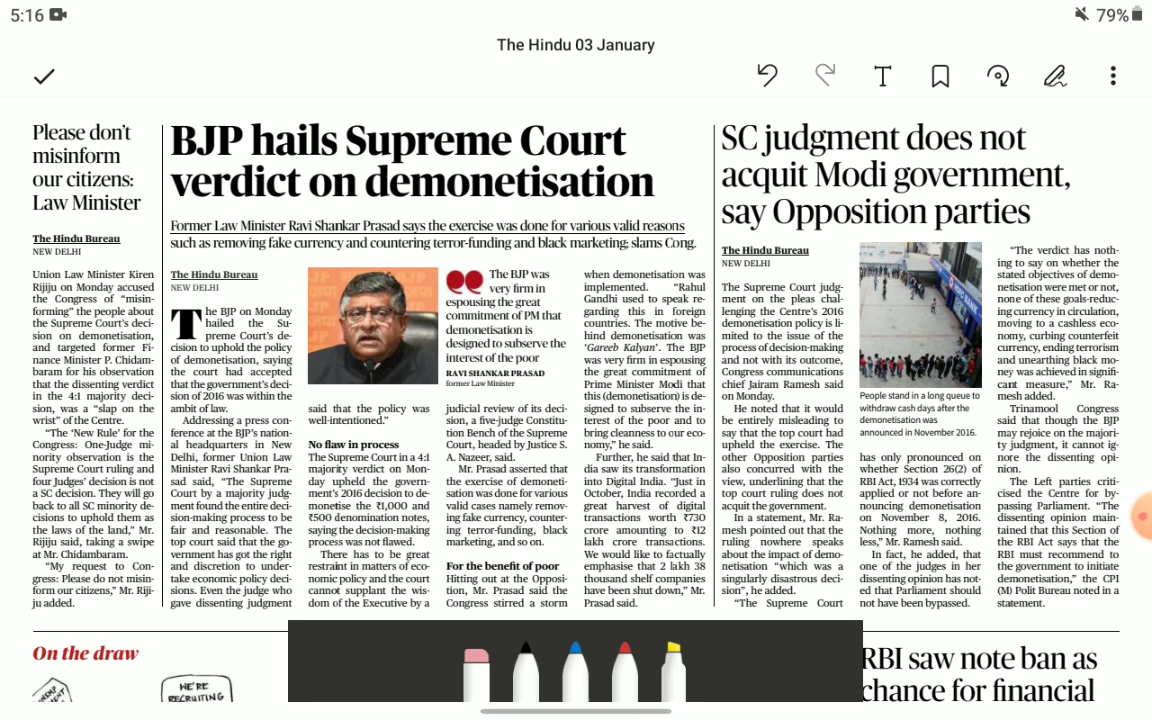 5:16
79%
The Hindu 03 January
Please don't
misinform
our citizens:
Law Minister
The Hindu Bureau
NEW DELHI
Union Law Minister Kiren
Rijiju on Monday accused
the Congress of "misin-
forming" the people about
the Supreme Court's deci-
sion on demonetisation,
and targeted former Fi-
nance Minister P. Chidam-
baram for his observation
that the dissenting verdict
in the 4:1 majority deci-
sion, was a "slap on the
wrist" of the Centre.
"The 'New Rule' for the
Congress: One-Judge mi-
nority observation is the
Supreme Court ruling and
four Judges' decision is not
a SC decision. They will go
back to all SC minority de-
cisions to uphold them as
the laws of the land," Mr.
Rijiju said, taking a swipe
at Mr. Chidambaram.
"My request to Con-
gress: Please do not misin-
form our citizens," Mr. Riji-
ju added.
BJP hails Supreme Court
verdict on demonetisation
Former Law Minister Ravi Shankar Prasad says the exercise was done for various valid reasons
such as removing fake currency and countering terror-funding and black marketing; slams Cong.
The Hindu Bureau
NEW DELHI
The BJP on Monday
hailed the Su-
preme Court's de-
cision to uphold the policy
of demonetisation, saying
the court had accepted
that the government's deci-
sion of 2016 was within the
ambit of law.
Addressing a press con-
ference at the BJP's nation-
al headquarters in New
Delhi, former Union Law
Minister Ravi Shankar Pra-
sad said, "The Supreme
Court by a majority judg-
ment found the entire deci-
sion-making process to be
fair and reasonable. The
top court said that the go-
vernment has got the right
and discretion to under-
take economic policy deci-
sions. Even the judge who
gave dissenting judgment
said that the policy was
well-intentioned."
No flaw in process
The Supreme Court in a 4:1
majority verdict on Mon-
day upheld the govern-
ment's 2016 decision to de-
monetise the ₹1,000 and
₹500 denomination notes,
saying the decision-making
process was not flawed.
There has to be great
restraint in matters of eco-
nomic policy and the court
cannot supplant the wis-
dom of the Executive by a
The BJP was
very firm in
espousing the great
commitment of PM that
demonetisation is
designed to subserve the
interest of the poor
RAVI SHANKAR PRASAD
former Law Minister
judicial review of its deci-
sion, a five-judge Constitu-
tion Bench of the Supreme
Court, headed by Justice S.
A. Nazeer, said.
Mr. Prasad asserted that
the exercise of demoneti-
sation was done for various
valid cases namely remov-
ing fake currency, counter-
ing terror-funding, black
marketing, and so on.
For the benefit of poor
Hitting out at the Opposi-
tion, Mr. Prasad said the
Congress stirred a storm
when demonetisation was
implemented. "Rahul
Gandhi used to speak re-
garding this in foreign
countries. The motive be-
hind demonetisation was
'Gareeb Kalyan'. The BJP
was very firm in espousing
the great commitment of
Prime Minister Modi that
this (demonetisation) is de-
signed to subserve the in-
terest of the poor and to
bring cleanness to our eco-
nomy," he said.
Further, he said that In-
dia saw its transformation
into Digital India. "Just in
October, India recorded a
great harvest of digital
transactions worth ₹730
crore amounting to ₹12
lakh crore transactions.
We would like to factually
emphasise that 2 lakh 38
thousand shelf companies
have been shut down," Mr.
Prasad said.
SC judgment does not
acquit Modi government,
say Opposition parties
The Hindu Bureau
NEW DELHI
The Supreme Court judg-
ment on the pleas chal-
lenging the Centre's 2016
demonetisation policy is li-
mited to the issue of the
process of decision-making
and not with its outcome,
Congress communications
chief Jairam Ramesh said
on Monday.
He noted that it would
be entirely misleading to
say that the top court had
upheld the exercise. The
other Opposition parties
also concurred with the
view, underlining that the
top court ruling does not
acquit the government.
In a statement, Mr. Ra-
mesh pointed out that the
ruling nowhere speaks
about the impact of demo-
netisation "which was a
singularly disastrous deci-
sion", he added.
"The Supreme Court
People stand in a long queue to
withdraw cash days after the
demonetisation was
announced in November 2016.
has only pronounced on
whether Section 26(2) of
RBI Act, 1934 was correctly
applied or not before an-
nouncing demonetisation
on November 8, 2016.
Nothing more, nothing
less," Mr. Ramesh said.
In fact, he added, that
one of the judges in her
dissenting opinion has not-
ed that Parliament should
not have been bypassed.
"The verdict has noth-
ing to say on whether the
stated objectives of demo-
netisation were met or not,
none of these goals-reduc-
ing currency in circulation,
moving to a cashless eco-
nomy, curbing counterfeit
currency, ending terrorism
and unearthing black mo-
ney was achieved in signifi-
cant measure," Mr. Ra-
mesh added.
Trinamool Congress
said that though the BJP
may rejoice on the majori-
ty judgment, it cannot ig-
nore the dissenting opi-
nion.
The Left parties crit-
icised the Centre for by-
passing Parliament. "The
dissenting opinion main-
tained that this Section of
the RBI Act says that the
RBI must recommend to
the government to initiate
demonetisation," the CPI
(M) Polit Bureau noted in a
statement.
On the draw
WE'RE
RECRUITING
RBI saw note ban as
chance for financial